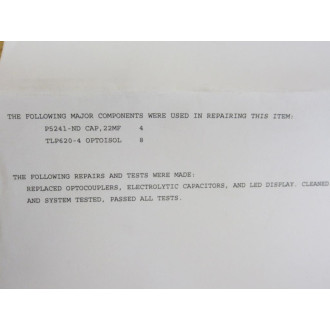 THE FOLLOWING MAJOR COMPONENTS WERE USED IN REPAIRING THIS ITEM:
P5241-ND CAP,22MF 4
TLP620-4 OPTOISOL 8
THE FOLLOWING REPAIRS AND TESTS WERE MADE:
REPLACED OPTOCOUPLERS, ELECTROLYTIC CAPACITORS, AND LED DISPLAY. CLEANED
AND SYSTEM TESTED, PASSED ALL TESTS.